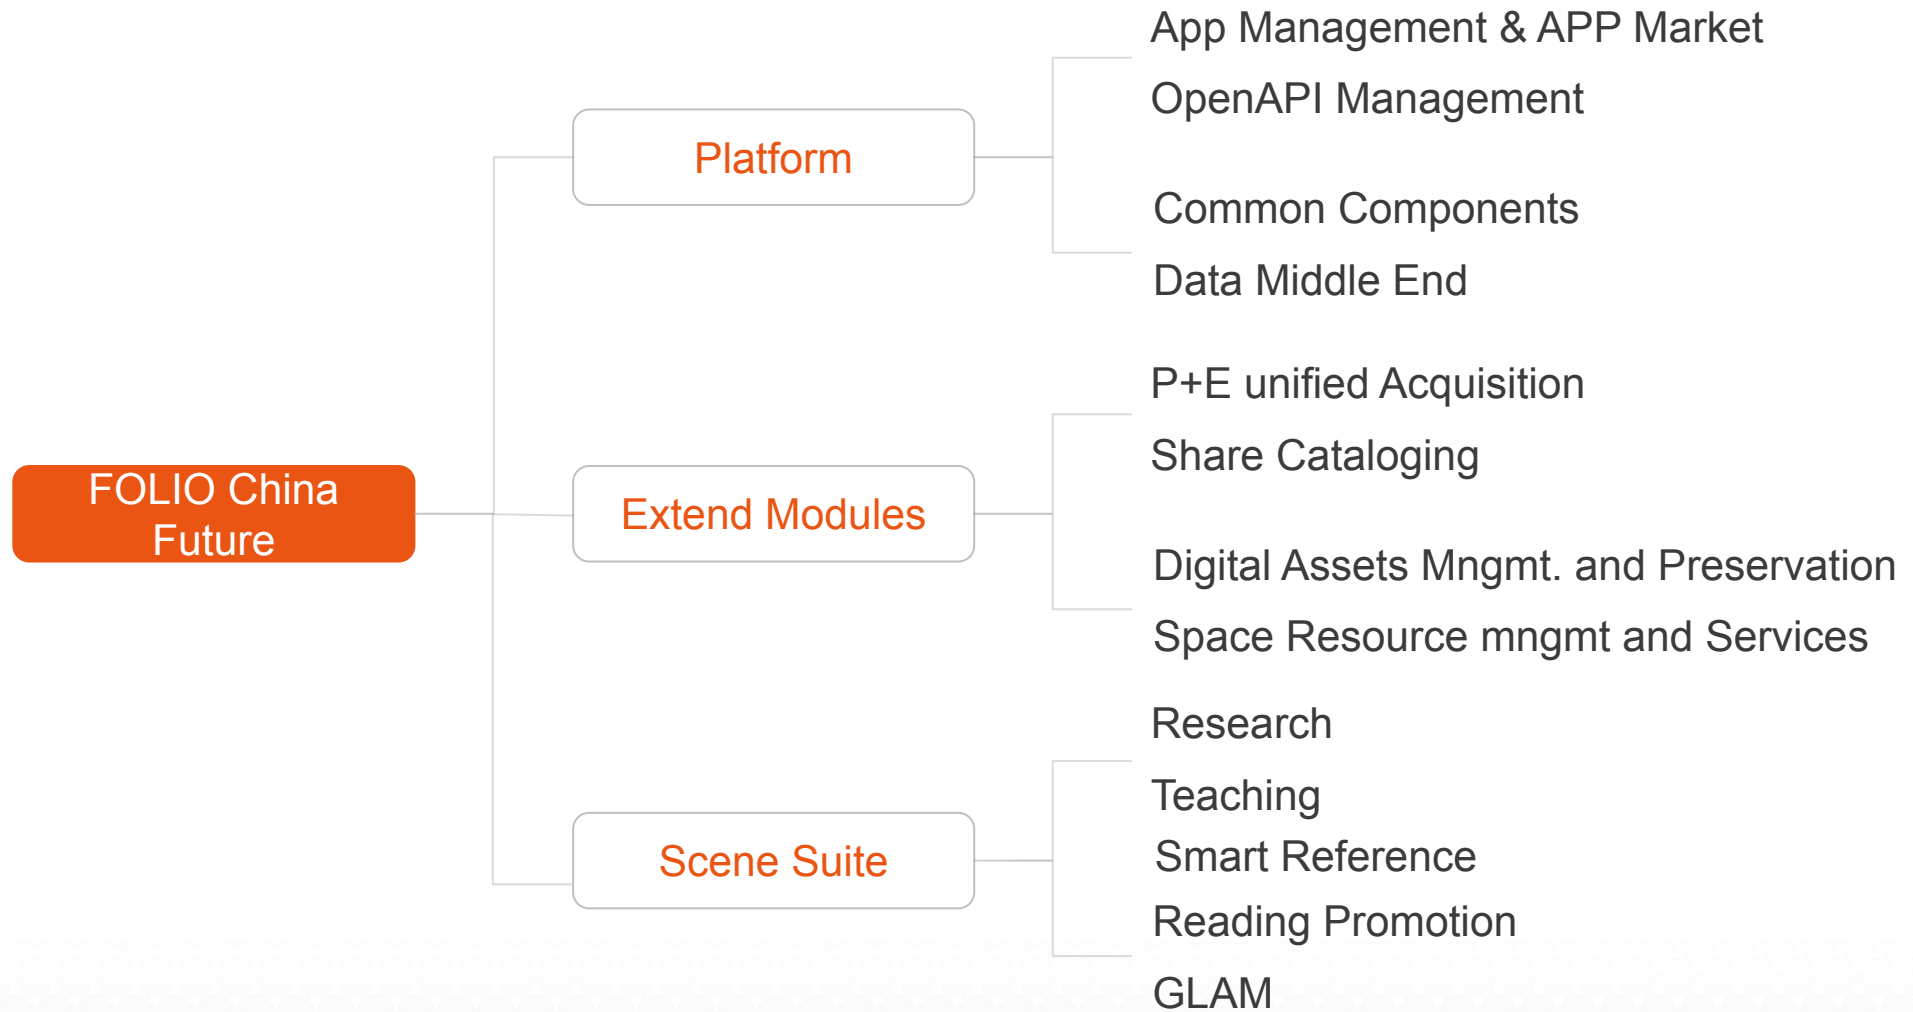 FOLIO China
Future
Platform
App Management & APP Market
OpenAPI Management
Common Components
Data Middle End
Extend Modules
P+E unified Acquisition
Share Cataloging
Digital Assets Mngmt. and Preservation
Space Resource mngmt and Services
Scene Suite
Research
Teaching
Smart Reference
Reading Promotion
GLAM